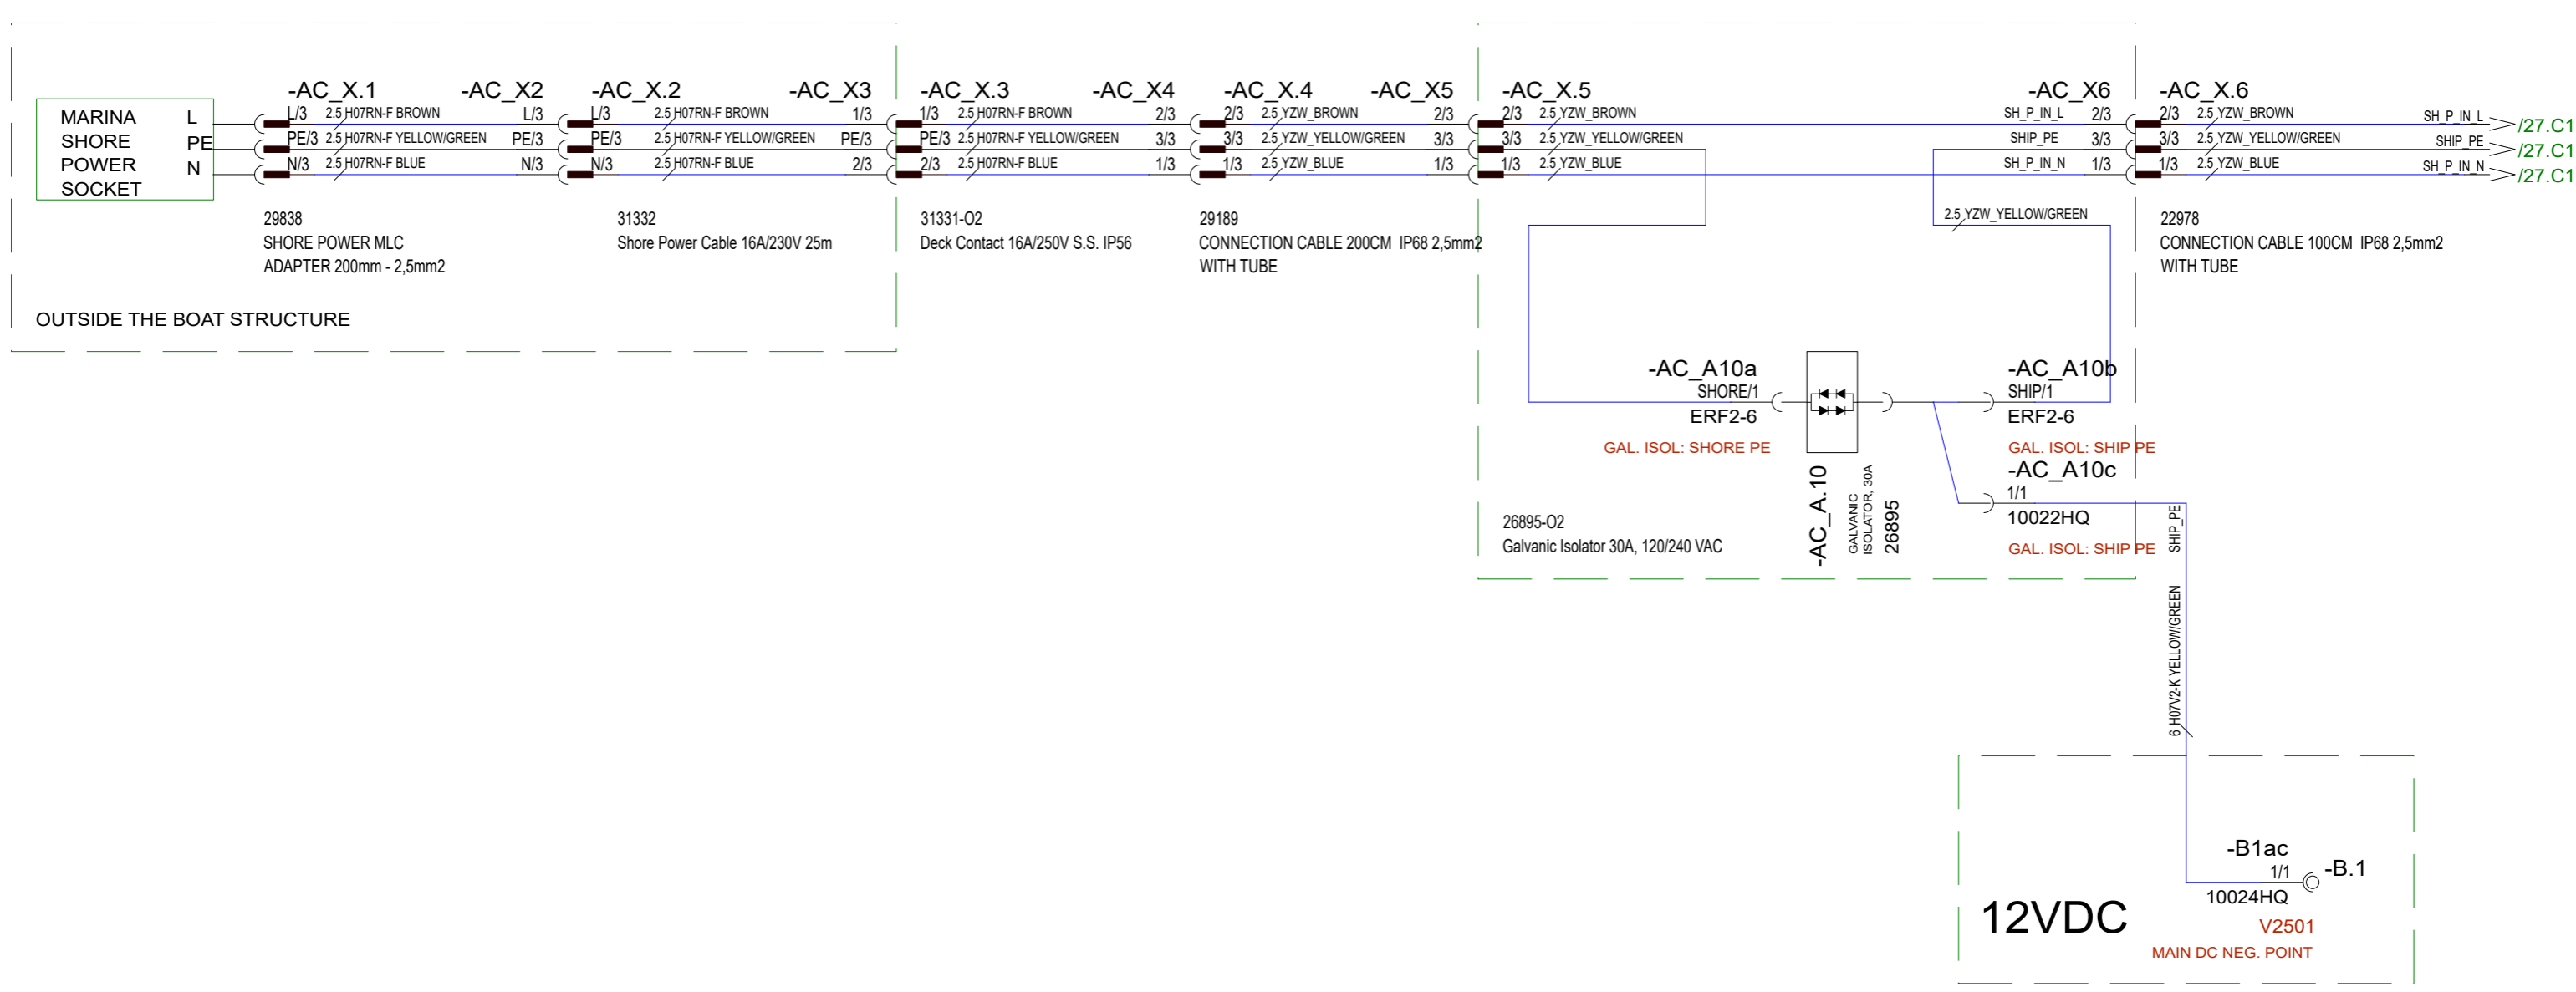 -AC_X.1 -AC_X2 -AC_X.2 -AC_X3 -AC_X.3 -AC_X4 -AC_X.4 -AC_X5 -AC_X.5 -AC_X6 -AC_X.6
MARINA L L/3 2.5 H07RN-F BROWN L/3 L/3 2.5 H07RN-F BROWN 1/3 1/3 2.5 H07RN-F BROWN 2/3 2/3 2.5 YZW_BROWN 2/3 2/3 2.5 YZW_BROWN SH_P_IN_L 2/3 2/3 2.5 YZW_BROWN SH_P_IN_L /27.C1
SHORE PE PE/3 2.5 H07RN-F YELLOW/GREEN PE/3 PE/3 2.5 H07RN-F YELLOW/GREEN PE/3 PE/3 2.5 H07RN-F YELLOW/GREEN 3/3 3/3 2.5 YZW_YELLOW/GREEN 3/3 3/3 2.5 YZW_YELLOW/GREEN SHIP_PE 3/3 3/3 2.5 YZW_YELLOW/GREEN SHIP_PE /27.C1
POWER N N/3 2.5 H07RN-F BLUE N/3 N/3 2.5 H07RN-F BLUE 2/3 2/3 2.5 H07RN-F BLUE 1/3 1/3 2.5 YZW_BLUE 1/3 1/3 2.5 YZW_BLUE SH_P_IN_N 1/3 1/3 2.5 YZW_BLUE SH_P_IN_N /27.C1
SOCKET
29838
SHORE POWER MLC
ADAPTER 200mm - 2,5mm2
31332
Shore Power Cable 16A/230V 25m
31331-O2
Deck Contact 16A/250V S.S. IP56
29189
CONNECTION CABLE 200CM IP68 2,5mm2
WITH TUBE
2.5 YZW_YELLOW/GREEN
22978
CONNECTION CABLE 100CM IP68 2,5mm2
WITH TUBE
OUTSIDE THE BOAT STRUCTURE
-AC_A10a
SHORE/1
ERF2-6
GAL. ISOL: SHORE PE
-AC_A10b
SHIP/1
ERF2-6
GAL. ISOL: SHIP PE
-AC_A10c
1/1
10022HQ
GAL. ISOL: SHIP PE
-AC_A.10
GALVANIC
ISOLATOR, 30A
26895
26895-O2
Galvanic Isolator 30A, 120/240 VAC
SHIP_PE
6 H07V2-K YELLOW/GREEN
-B1ac
1/1
-B.1
10024HQ
12VDC
V2501
MAIN DC NEG. POINT